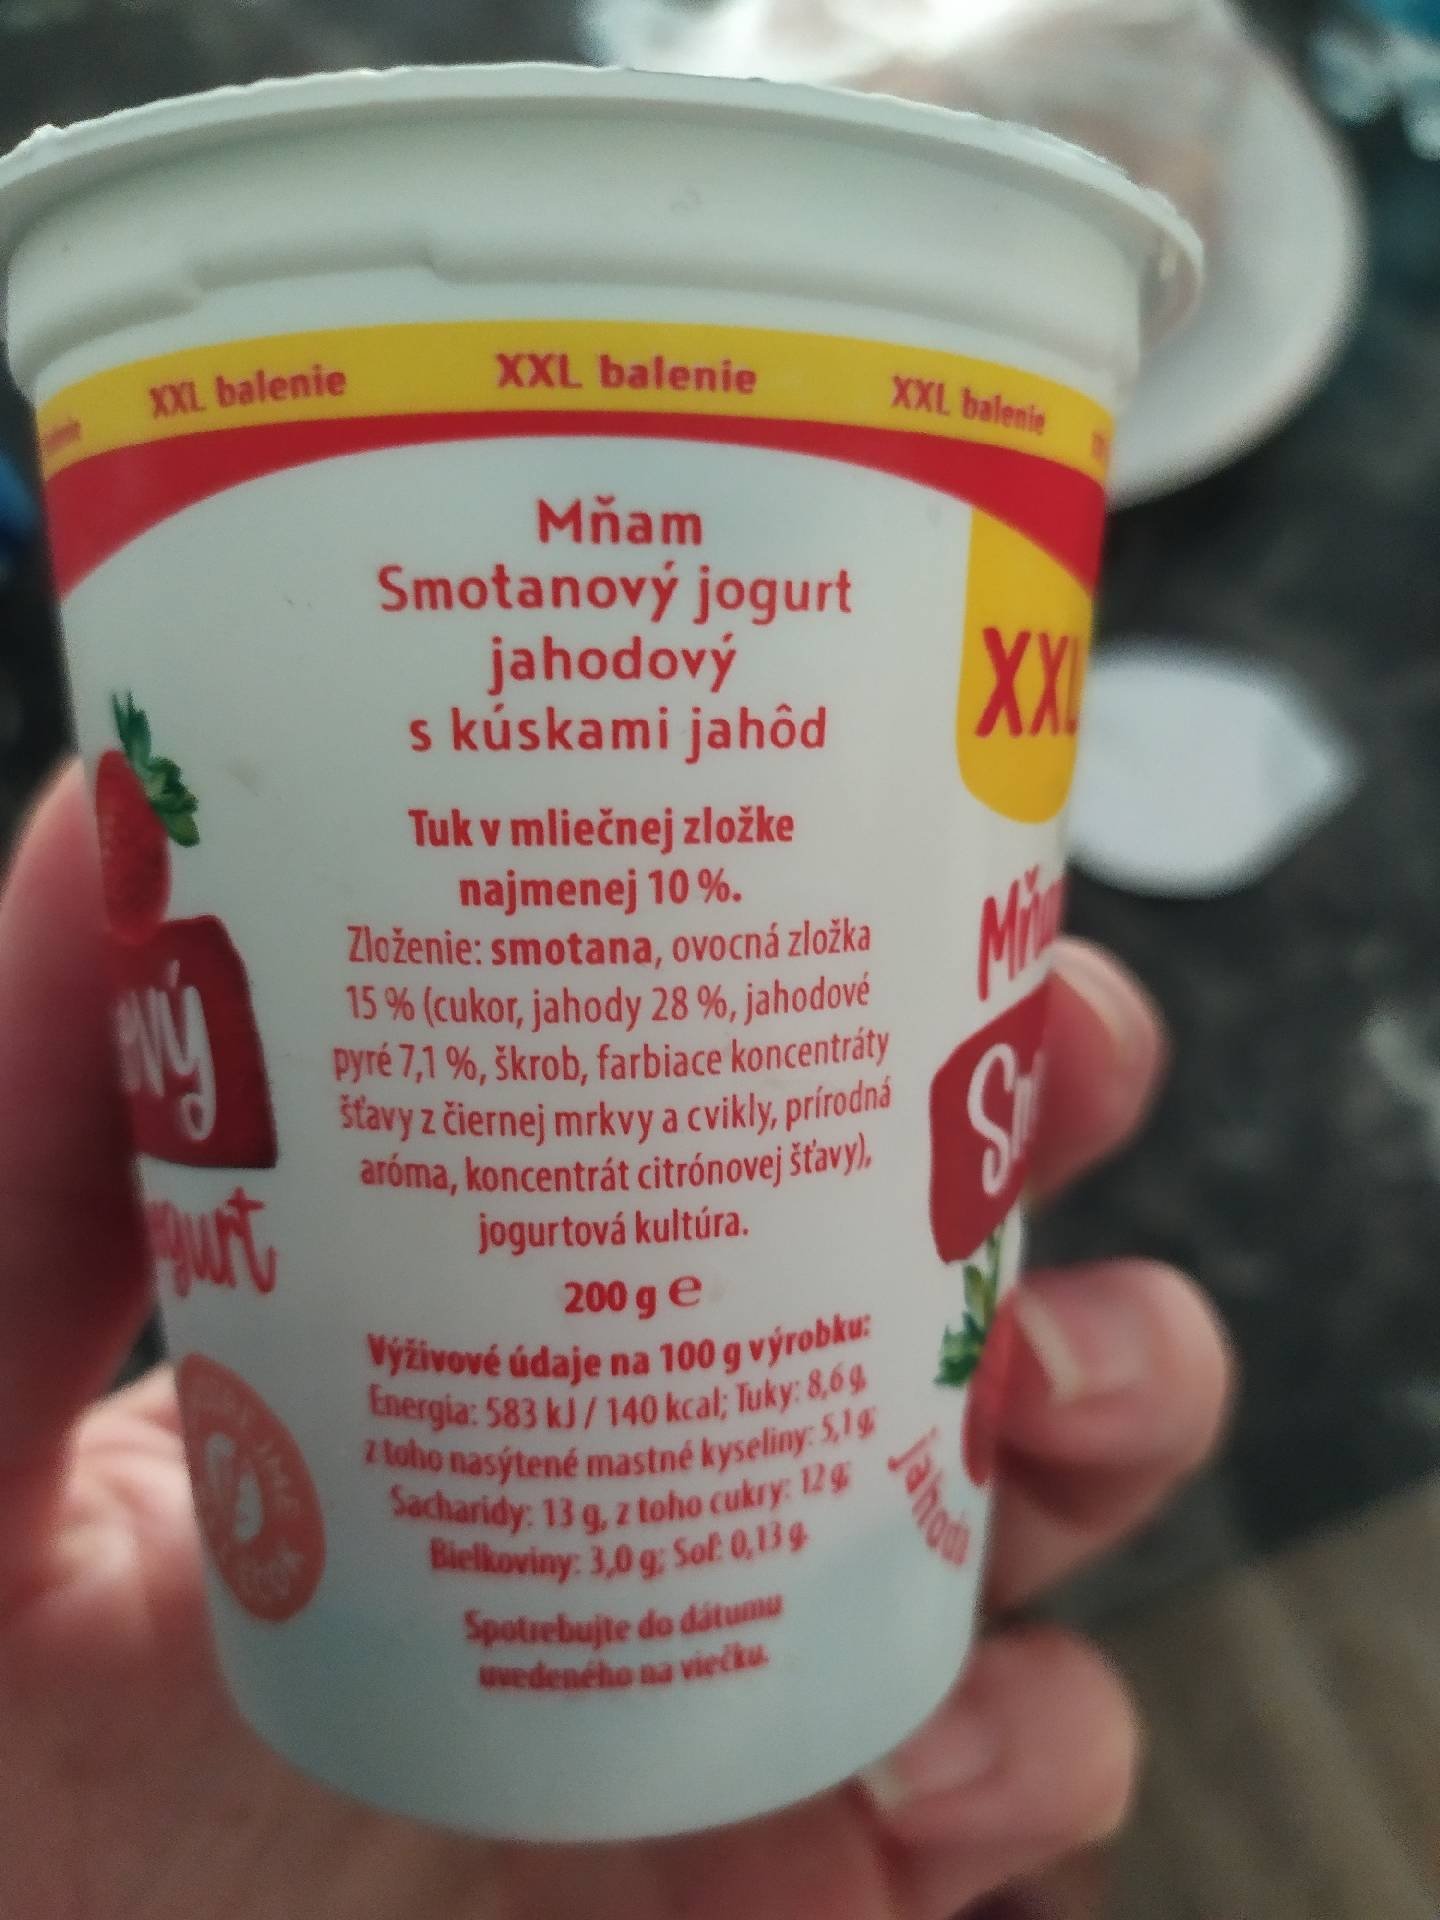 XXL balenie XXL balenie XXL balenie
Mňam
Smotanový jogurt
jahodový
s kúskami jahôd
XXL
Tuk v mliečnej zložke
najmenej 10 %.
Zloženie: smotana, ovocná zložka
15 % (cukor, jahody 28 %, jahodové
pyré 7,1 %, škrob, farbiace koncentráty
šťavy z čiernej mrkvy a cvikly, prírodná
aróma, koncentrát citrónovej šťavy),
jogurtová kultúra.
200 g e
Výživové údaje na 100 g výrobku:
Energia: 583 kJ / 140 kcal; Tuky: 8,6 g,
z toho nasýtené mastné kyseliny: 5,1 g;
Sacharidy: 13 g, z toho cukry: 12 g;
Bielkoviny: 3,0 g; Soľ: 0,13 g.
Spotrebujte do dátumu
uvedeného na viečku.
jahoda